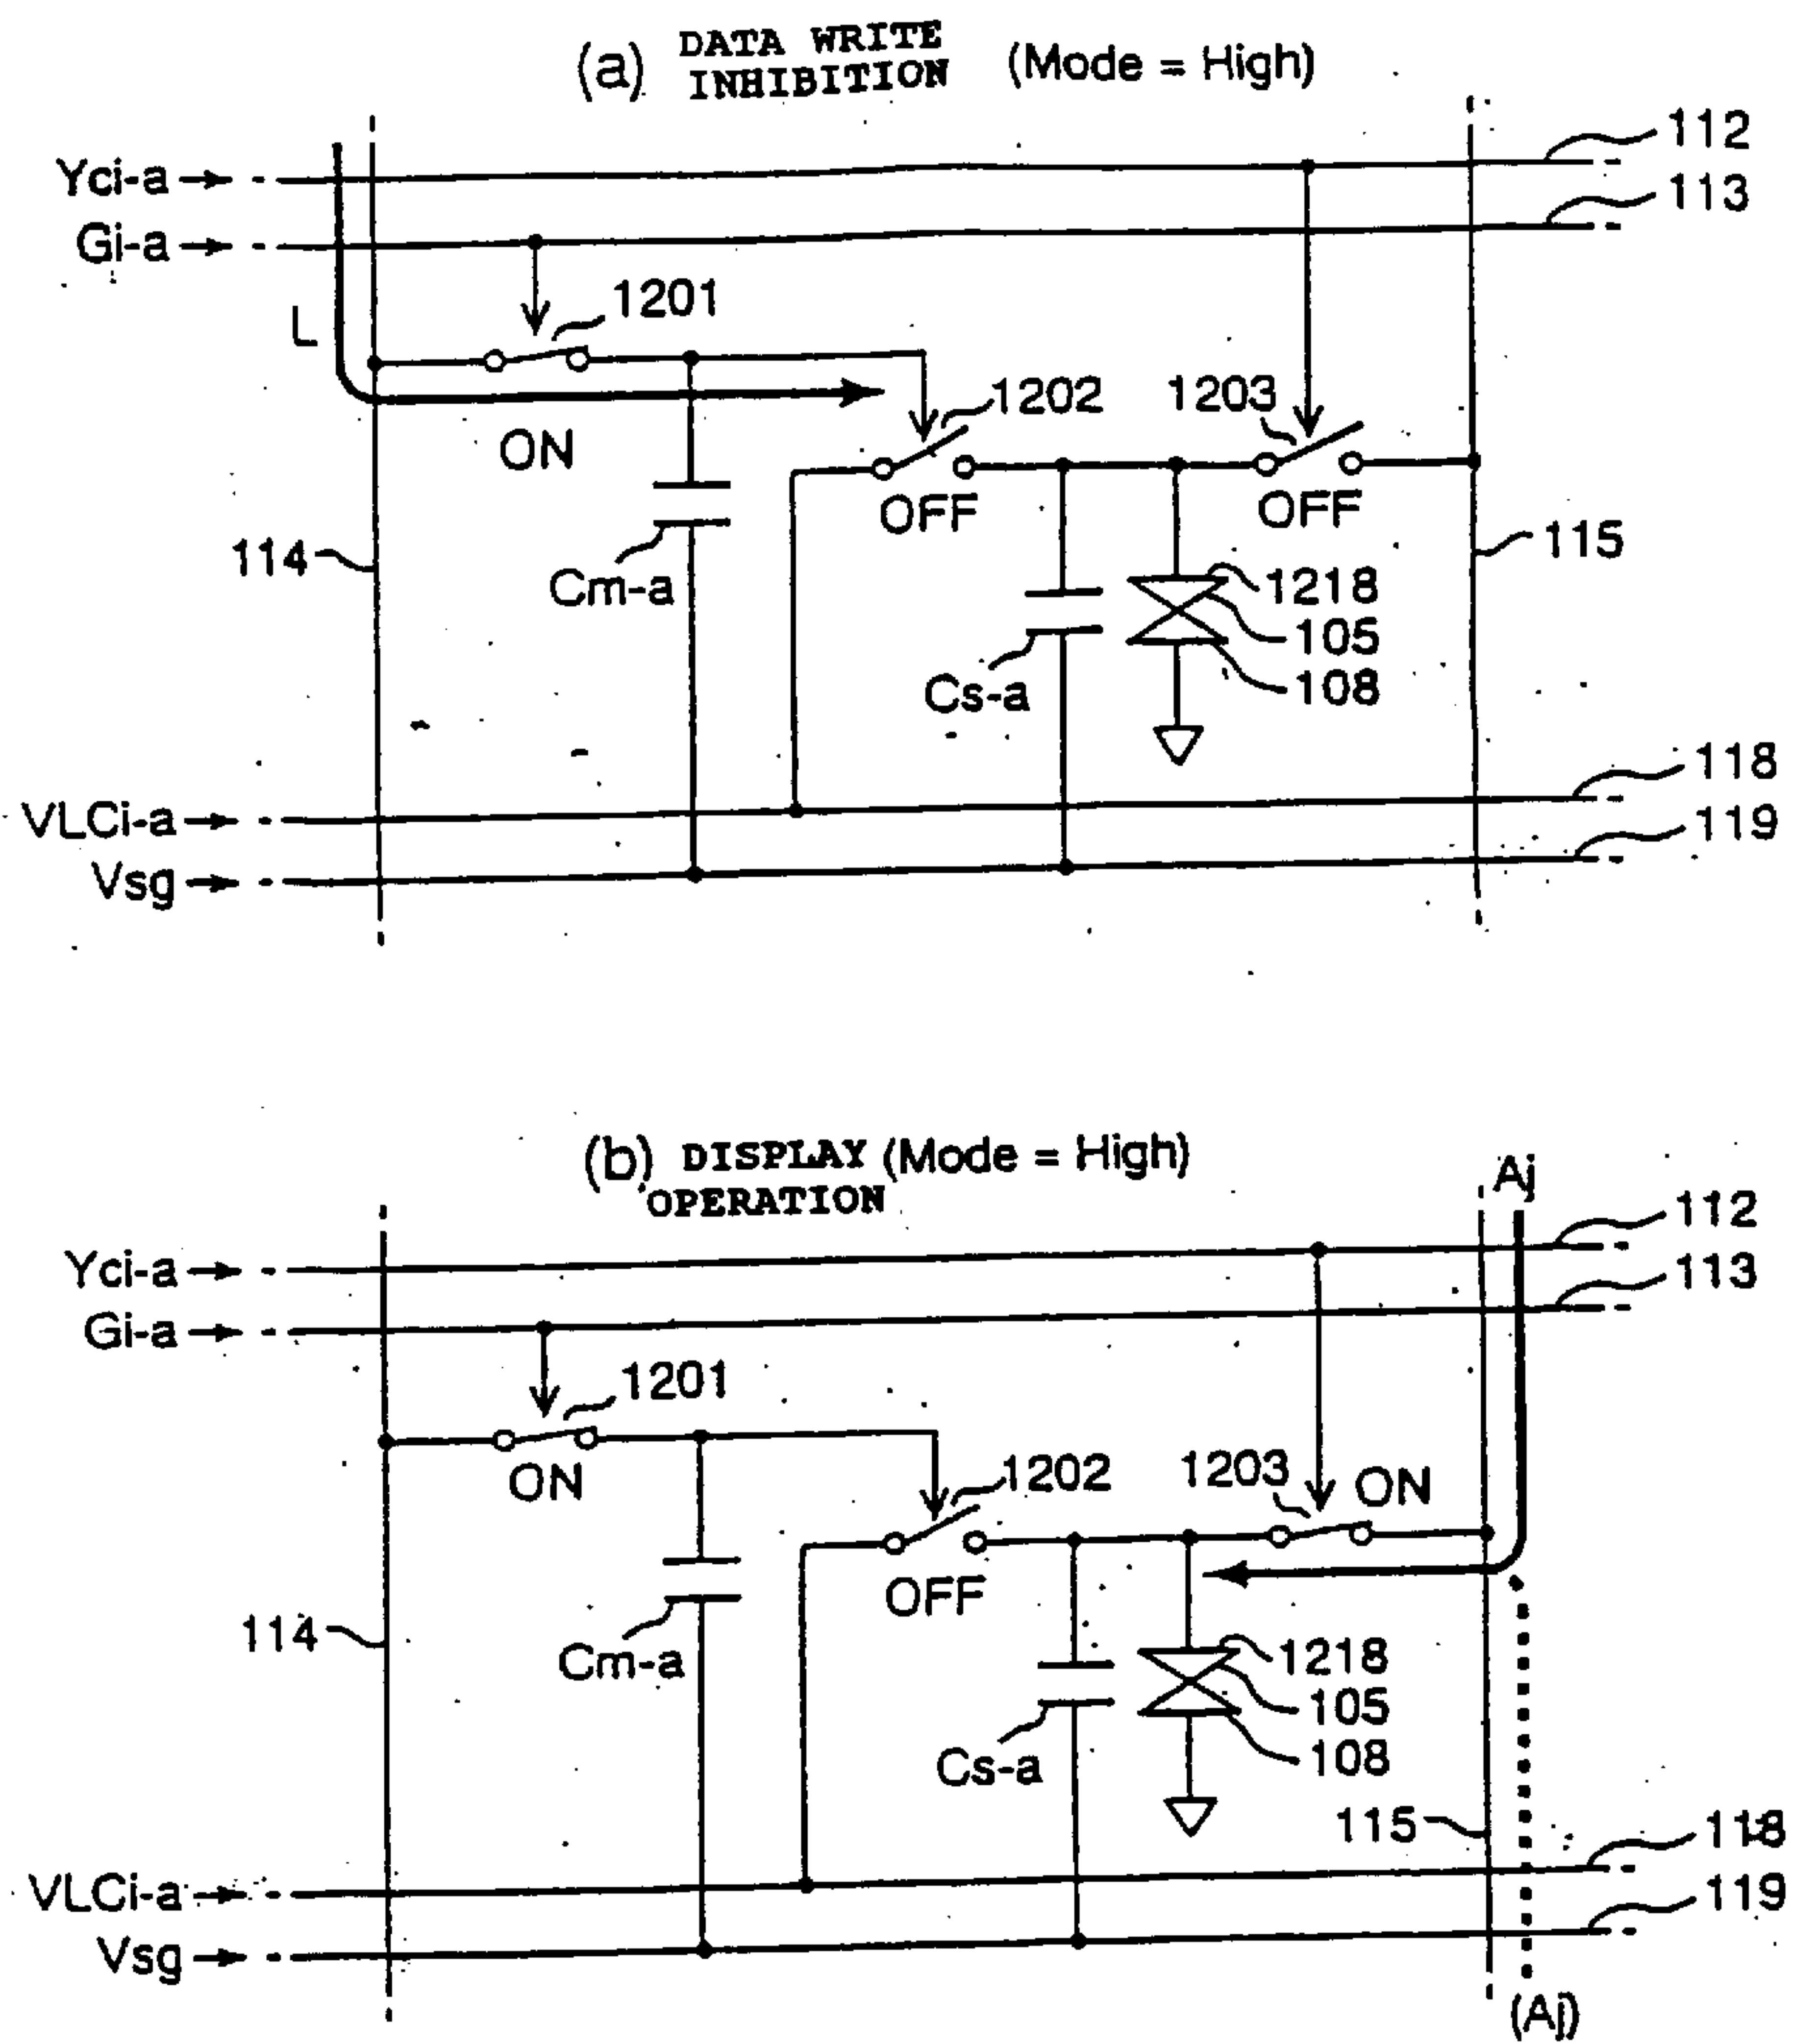 (a) DATA WRITE INHIBITION (Mode = High)
112
Yci-a
113
Gi-a
1201
L
1202
1203
ON
OFF
OFF
114
115
Cm-a
1218
105
Cs-a
108
118
VLCi-a
119
Vsg
(b) DISPLAY OPERATION (Mode = High)
Aj
112
Yci-a
113
Gi-a
1201
1202
1203
ON
ON
OFF
114
Cm-a
1218
105
108
Cs-a
115
118
VLCi-a
119
Vsg
(Aj)